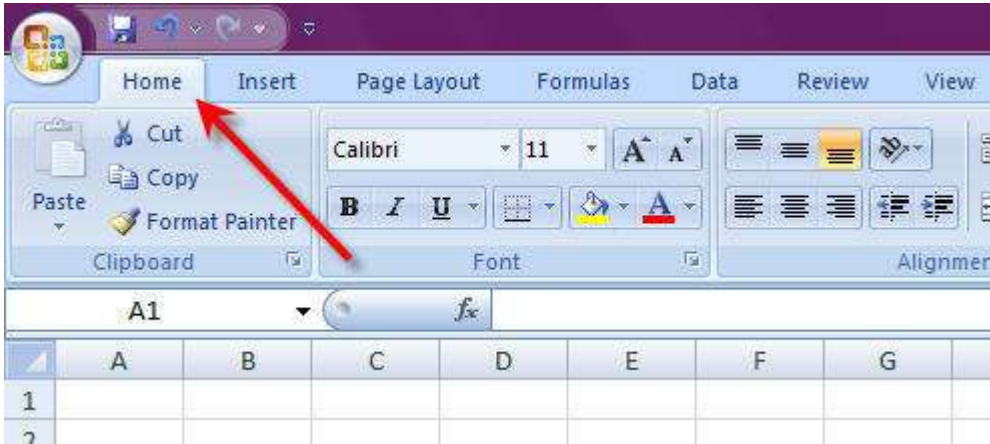 Home Insert Page Layout Formulas Data Review View
Cut
Calibri 11 A A
Copy
Paste
B I U A
Format Painter
Clipboard Font
A1 fx
A B C D E F G
1